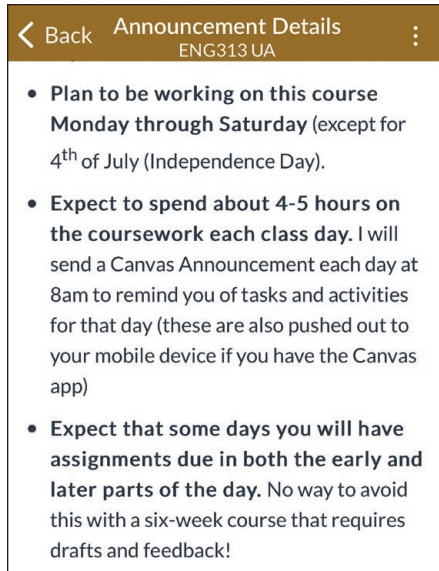 Back
Announcement Details
ENG313 UA
• Plan to be working on this course
Monday through Saturday (except for
4th of July (Independence Day).
• Expect to spend about 4-5 hours on
the coursework each class day. I will
send a Canvas Announcement each day at
8am to remind you of tasks and activities
for that day (these are also pushed out to
your mobile device if you have the Canvas
app)
• Expect that some days you will have
assignments due in both the early and
later parts of the day. No way to avoid
this with a six-week course that requires
drafts and feedback!